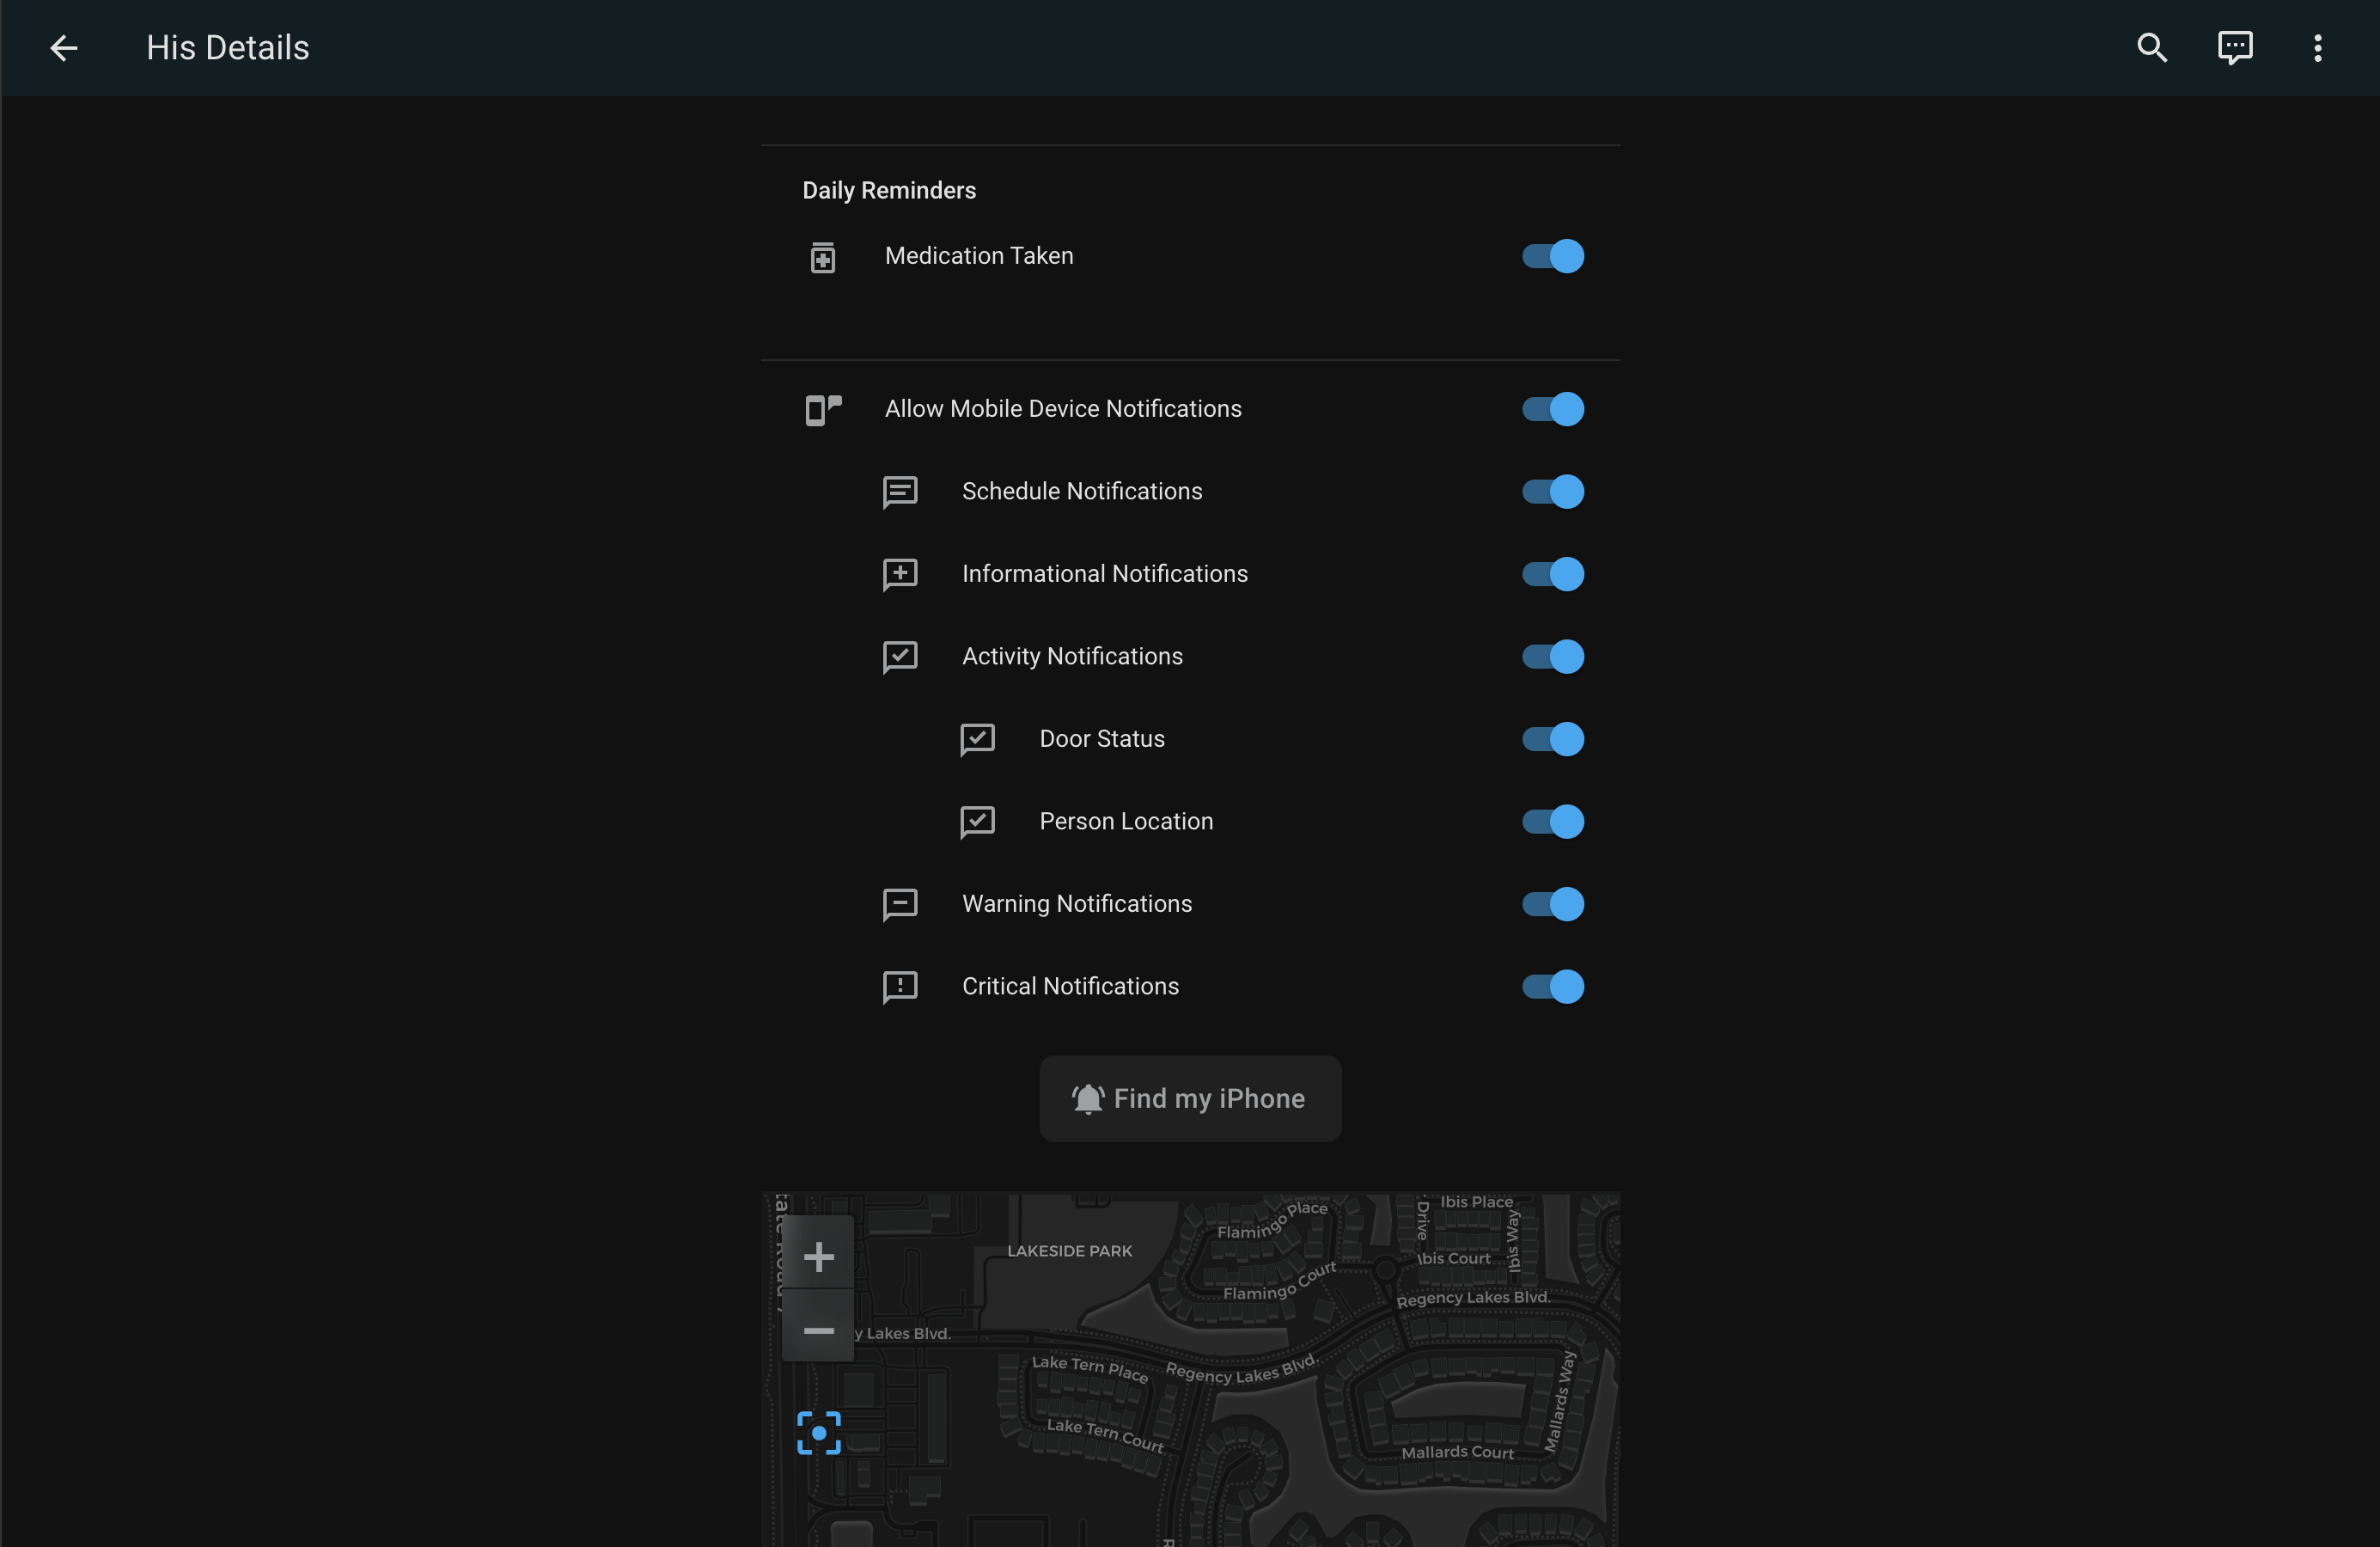 His Details
Daily Reminders
Medication Taken
Allow Mobile Device Notifications
Schedule Notifications
Informational Notifications
Activity Notifications
Door Status
Person Location
Warning Notifications
Critical Notifications
Find my iPhone
Ibis Place
Flamingo Place
Drive
Ibis Way
LAKESIDE PARK
Ibis Court
Flamingo Court
Regency Lakes Blvd.
y Lakes Blvd.
Lake Tern Place
Regency Lakes Blvd.
Mallards Way
Lake Tern Court
Mallards Court